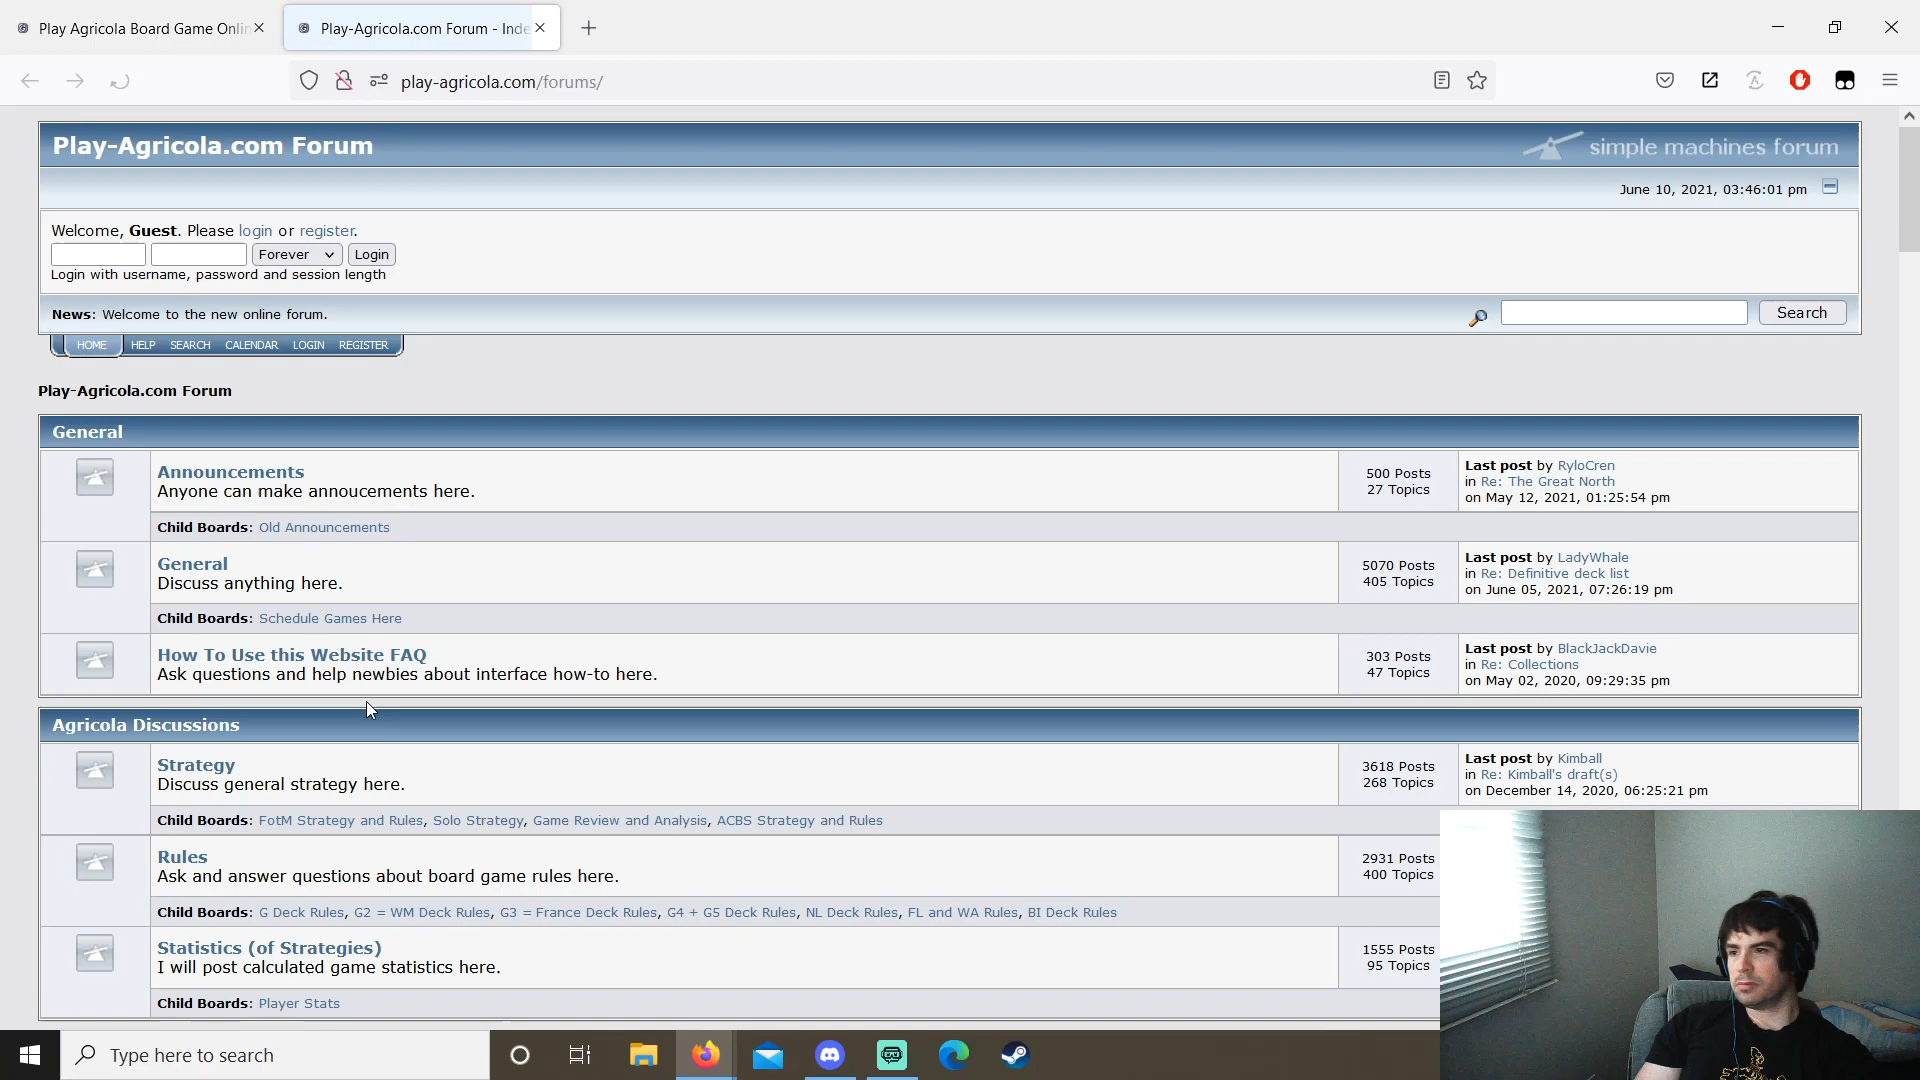 Play Agricola Board Game Onlin
Play-Agricola.com Forum - Inde
play-agricola.com/forums/
Play-Agricola.com Forum
simple machines forum
June 10, 2021, 03:46:01 pm
Welcome, Guest. Please login or register.
Forever
Login
Login with username, password and session length
News: Welcome to the new online forum.
Search
HOME
HELP
SEARCH
CALENDAR
LOGIN
REGISTER
Play-Agricola.com Forum
General
Announcements
Anyone can make annoucements here.
500 Posts
27 Topics
Last post by RyloCren
in Re: The Great North
on May 12, 2021, 01:25:54 pm
Child Boards: Old Announcements
General
Discuss anything here.
5070 Posts
405 Topics
Last post by LadyWhale
in Re: Definitive deck list
on June 05, 2021, 07:26:19 pm
Child Boards: Schedule Games Here
How To Use this Website FAQ
Ask questions and help newbies about interface how-to here.
303 Posts
47 Topics
Last post by BlackJackDavie
in Re: Collections
on May 02, 2020, 09:29:35 pm
Agricola Discussions
Strategy
Discuss general strategy here.
3618 Posts
268 Topics
Last post by Kimball
in Re: Kimball's draft(s)
on December 14, 2020, 06:25:21 pm
Child Boards: FotM Strategy and Rules, Solo Strategy, Game Review and Analysis, ACBS Strategy and Rules
Rules
Ask and answer questions about board game rules here.
2931 Posts
400 Topics
Child Boards: G Deck Rules, G2 = WM Deck Rules, G3 = France Deck Rules, G4 + G5 Deck Rules, NL Deck Rules, FL and WA Rules, BI Deck Rules
Statistics (of Strategies)
I will post calculated game statistics here.
1555 Posts
95 Topics
Child Boards: Player Stats
Type here to search